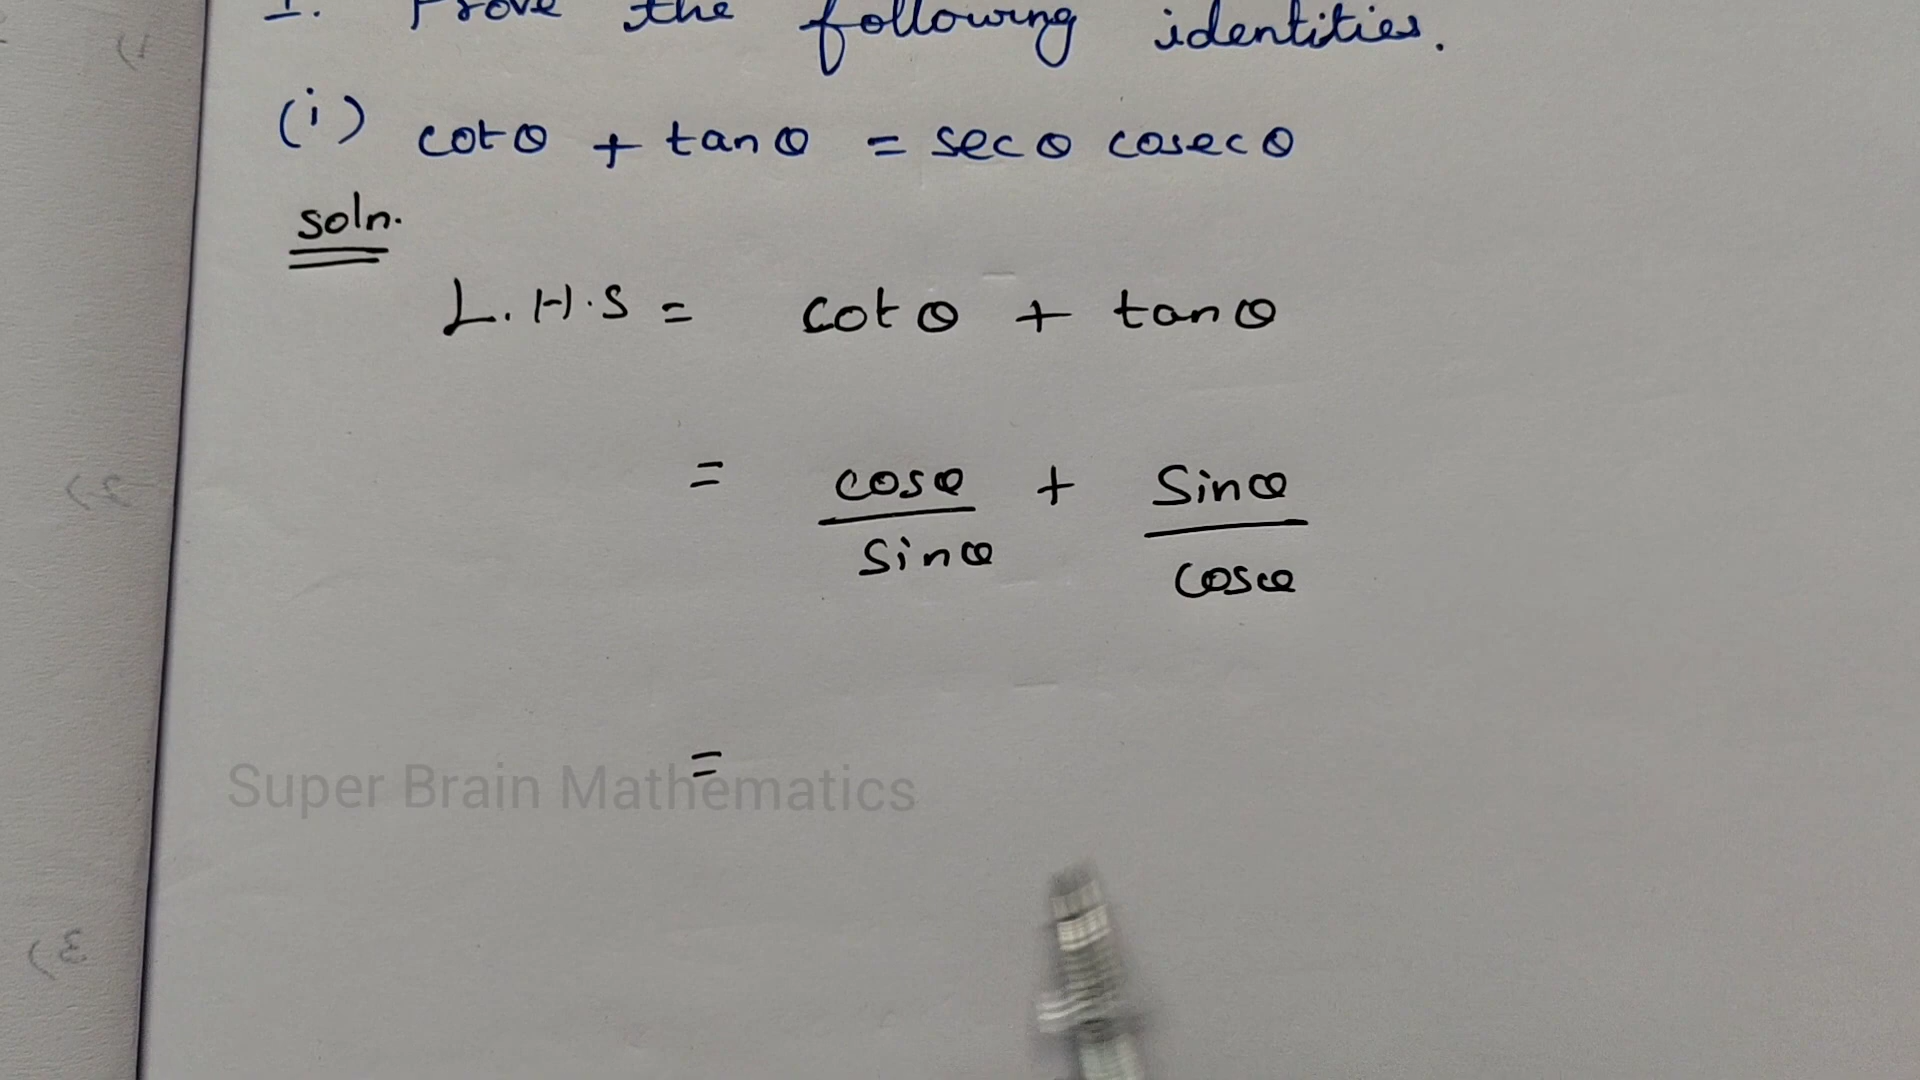 I. Prove the following identities.
(i) cotθ + tanθ = secθ cosecθ
soln.
L.H.S = cotθ + tanθ
= cosθ/sinθ + sinθ/cosθ
=
Super Brain Mathematics